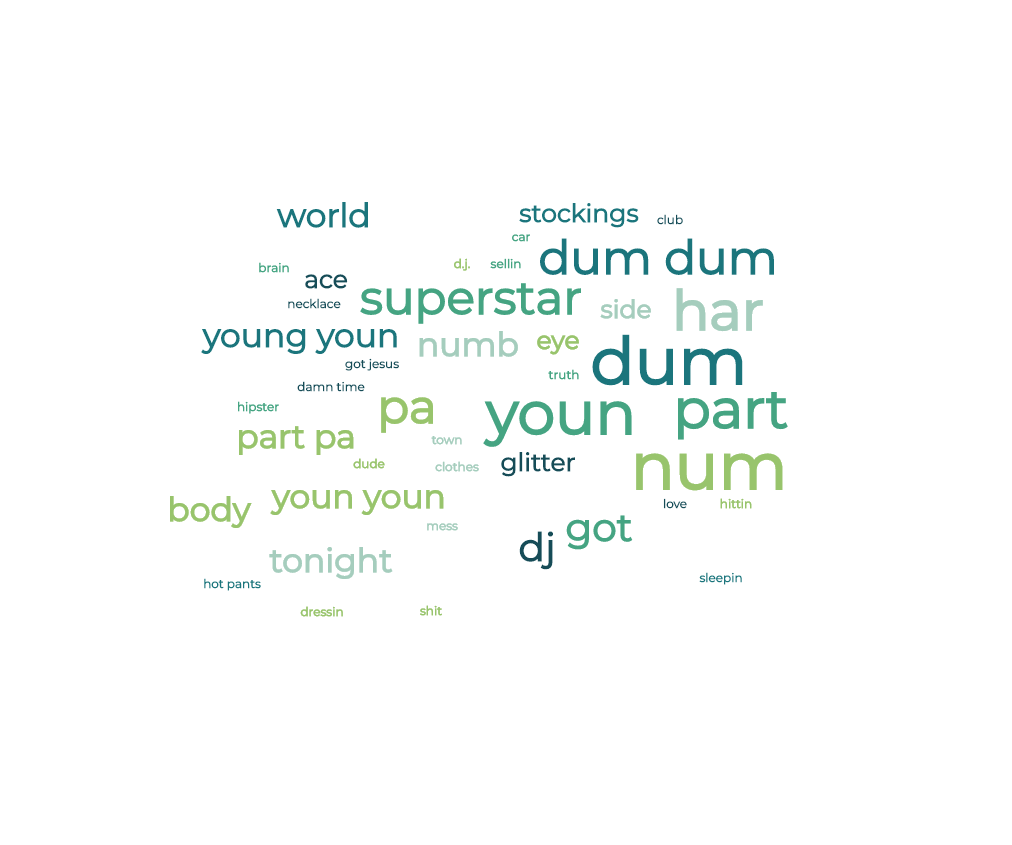 world
stockings
club
car
dum dum
brain
d.j.
sellin
ace
superstar
necklace
side
har
young youn
numb
eye
dum
got jesus
truth
damn time
hipster
pa
youn
part
part pa
town
dude
clothes
glitter
num
body
youn youn
love
hittin
mess
dj
got
tonight
hot pants
sleepin
dressin
shit